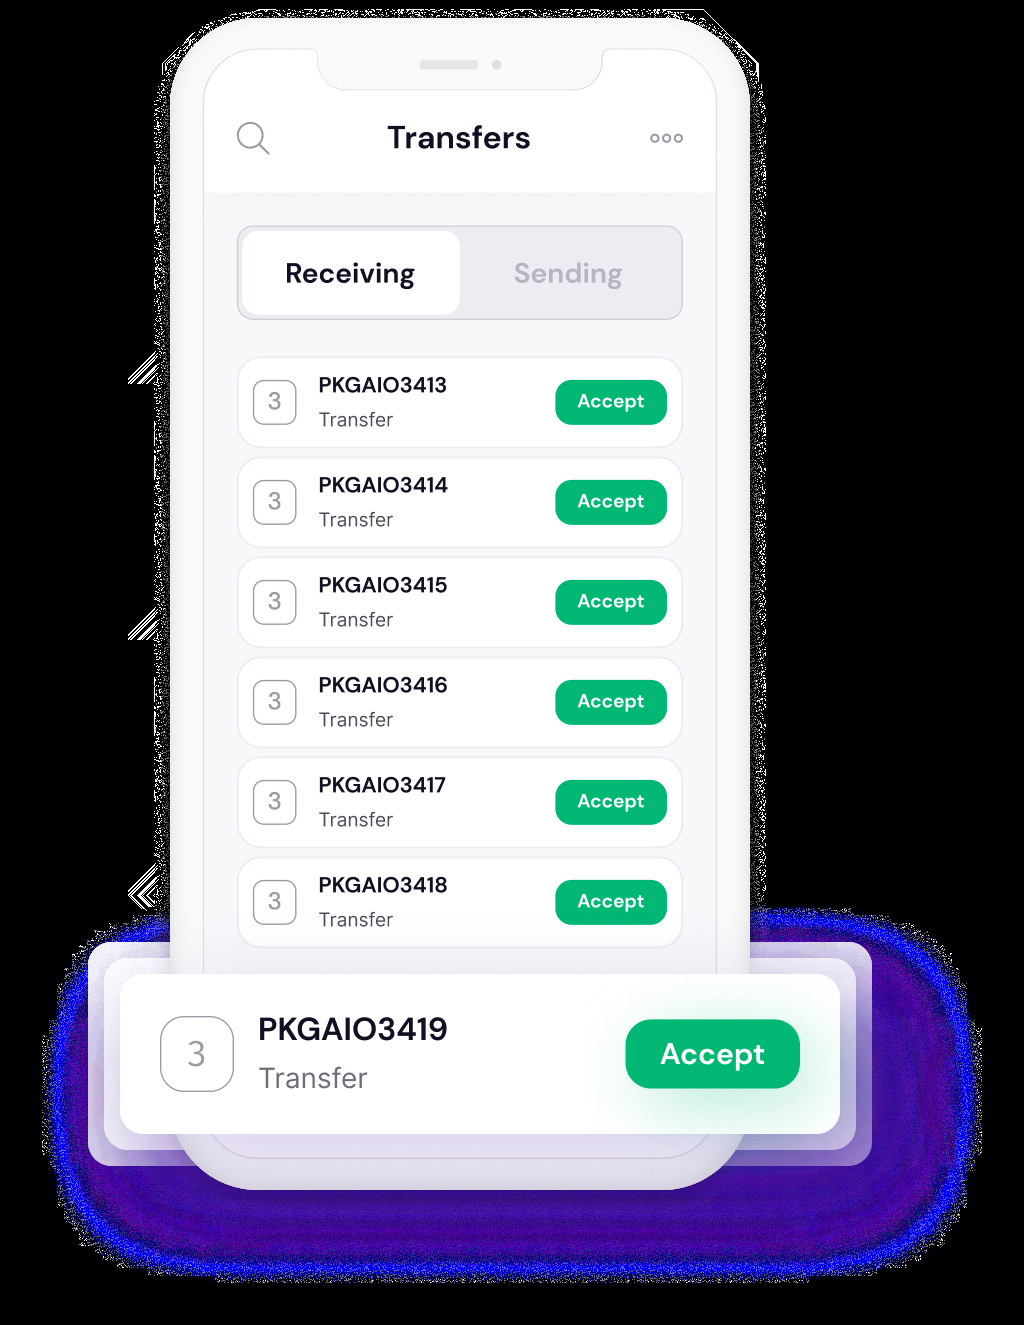 Transfers
Receiving Sending
3 PKGAIO3413 Accept
Transfer
3 PKGAIO3414 Accept
Transfer
3 PKGAIO3415 Accept
Transfer
3 PKGAIO3416 Accept
Transfer
3 PKGAIO3417 Accept
Transfer
3 PKGAIO3418 Accept
Transfer
3 PKGAIO3419 Accept
Transfer